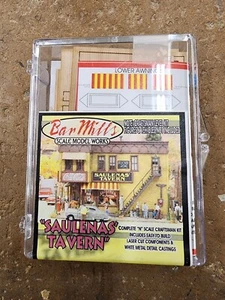 LOWER AWNING
Bar Mills
SCALE MODEL WORKS
SAULENAS
TAVERN
"SAULENAS'
TAVERN"
COMPLETE "N" SCALE CRAFTSMAN KIT
INCLUDES EASY-TO-BUILD
LASER CUT COMPONENTS &
WHITE METAL DETAIL CASTINGS